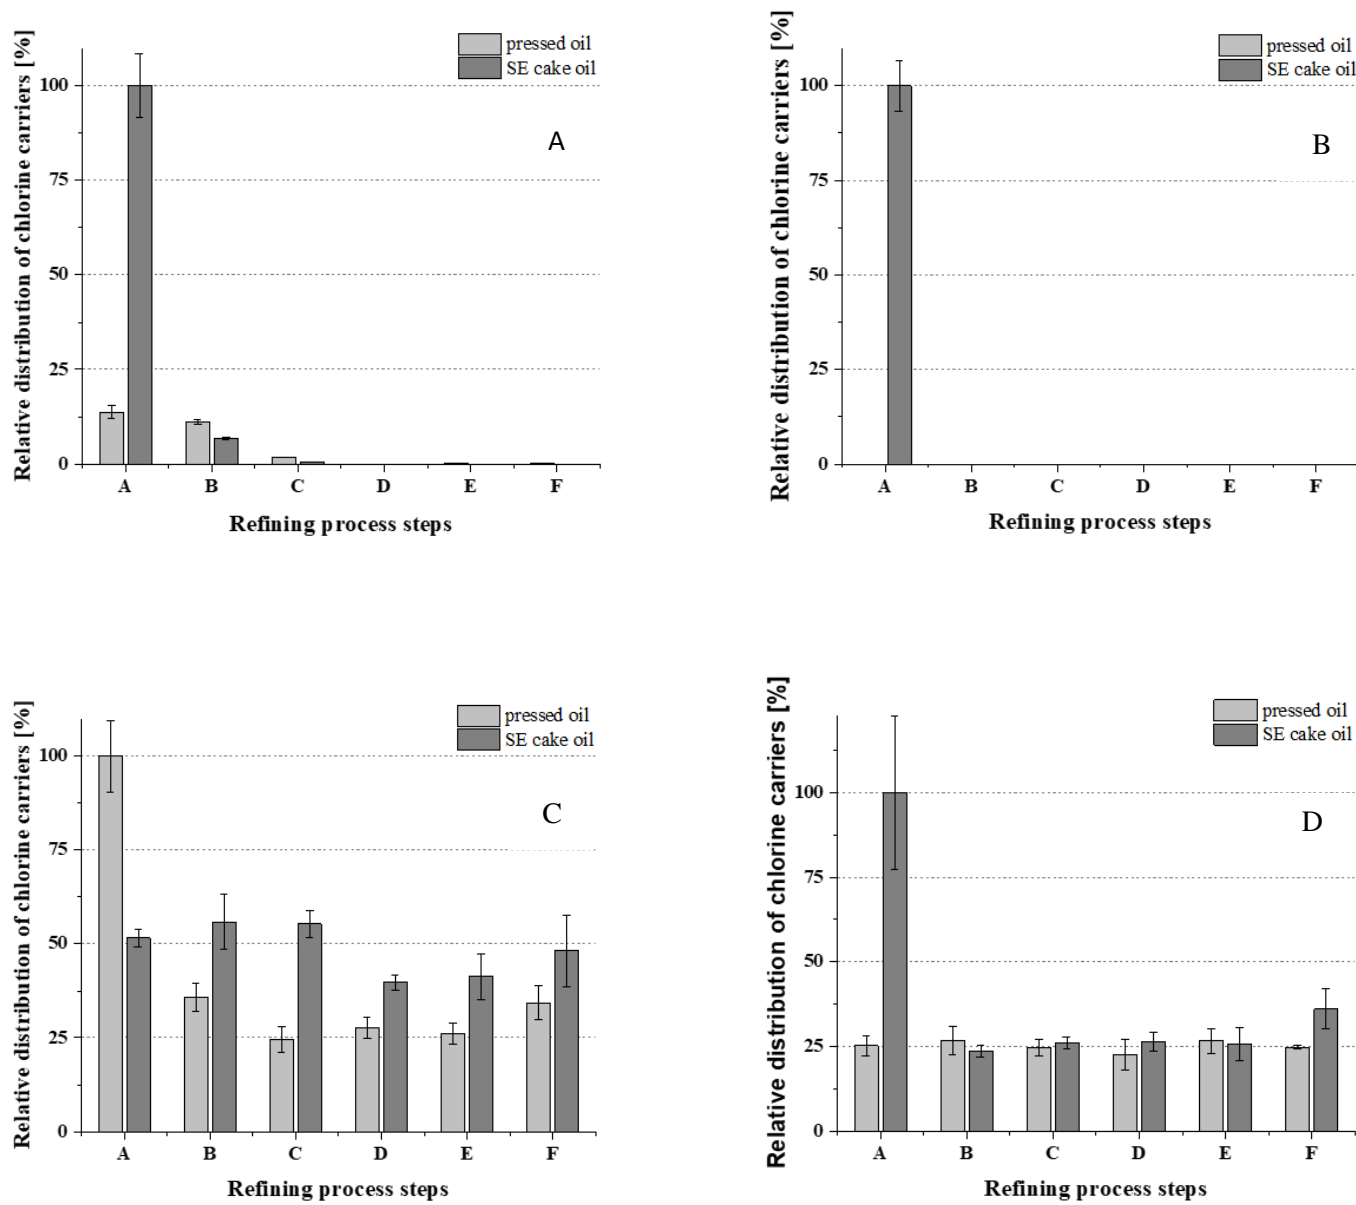 Relative distribution of chlorine carriers [%]
pressed oil
SE cake oil
A
100
75
50
25
0
A B C D E F
Refining process steps
Relative distribution of chlorine carriers [%]
pressed oil
SE cake oil
B
100
75
50
25
0
A B C D E F
Refining process steps
Relative distribution of chlorine carriers [%]
pressed oil
SE cake oil
C
100
75
50
25
0
A B C D E F
Refining process steps
Relative distribution of chlorine carriers [%]
pressed oil
SE cake oil
D
100
75
50
25
0
A B C D E F
Refining process steps